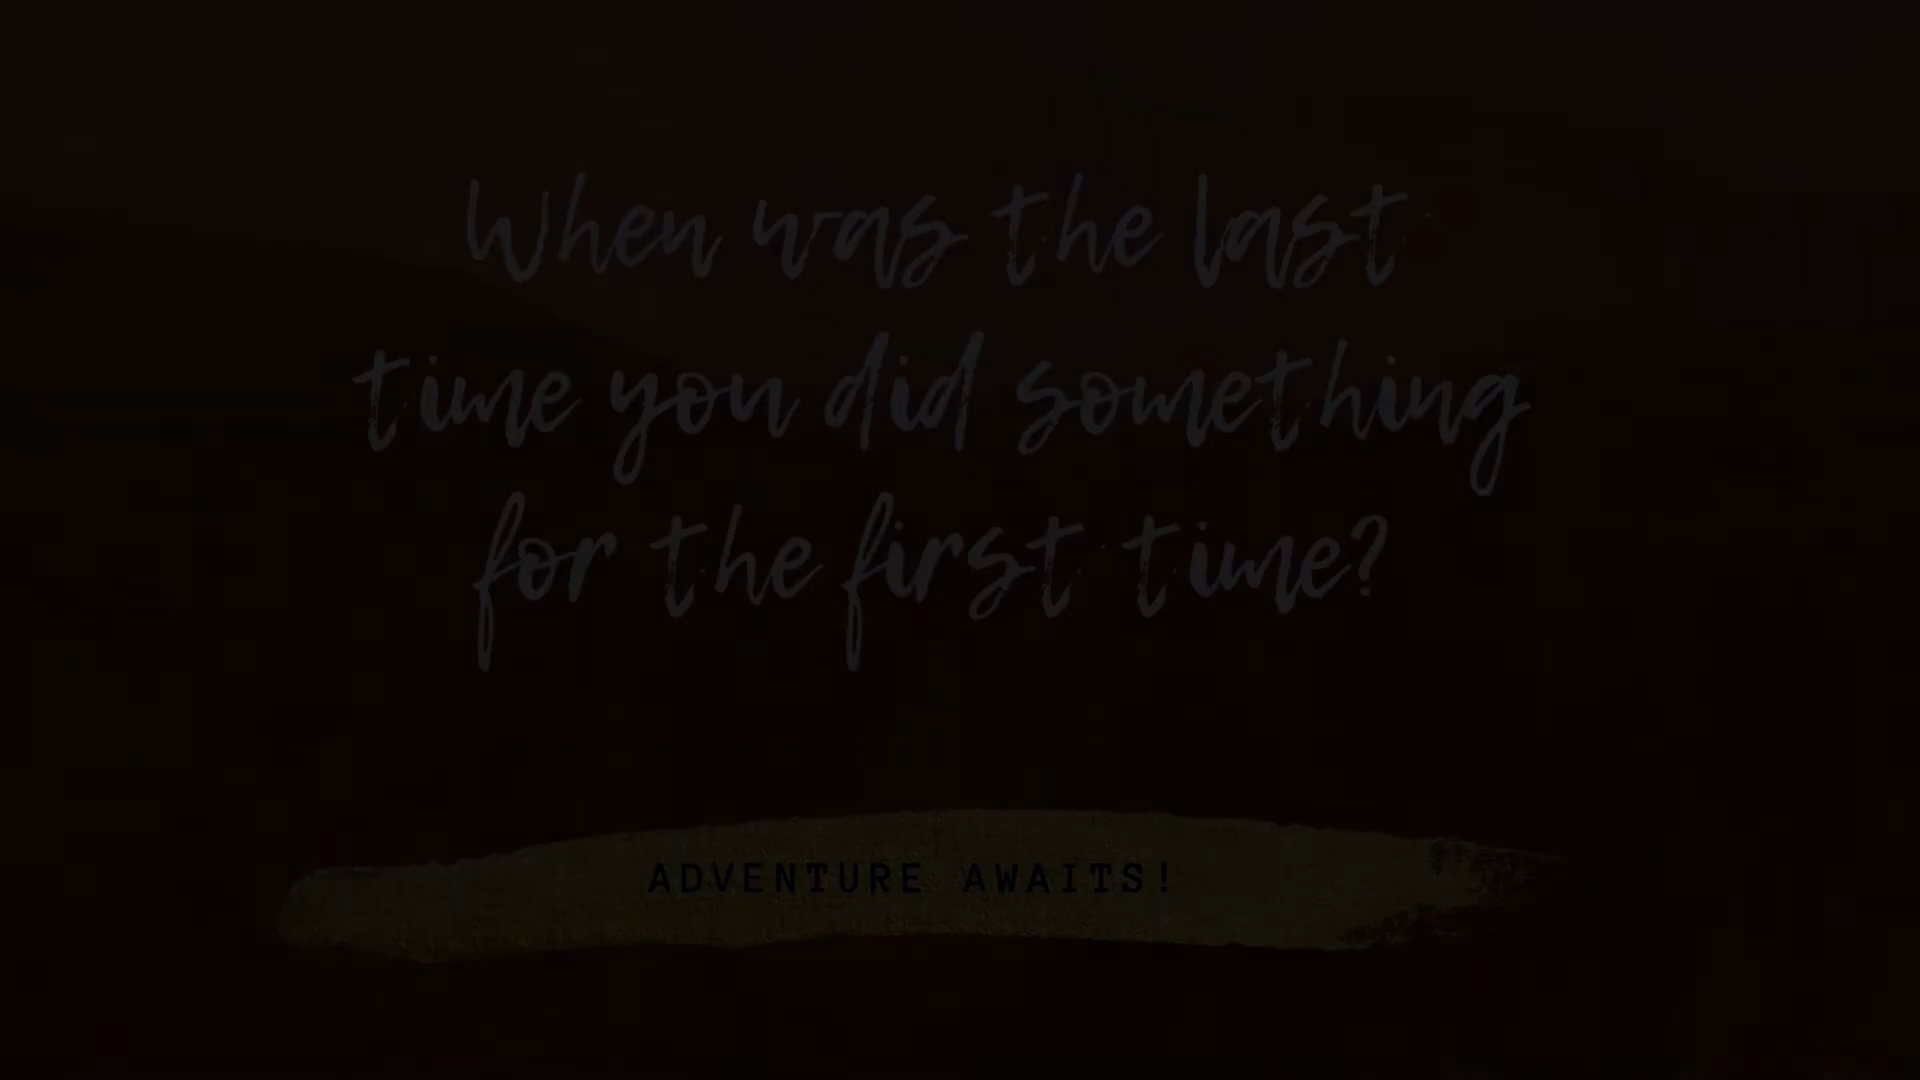 When was the last
time you did something
for the first time?
ADVENTURE AWAITS!